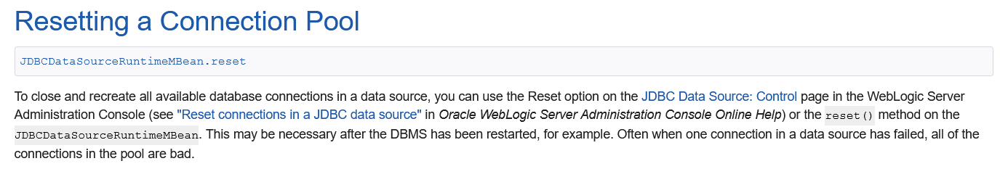 Resetting a Connection Pool
JDBCDataSourceRuntimeMBean.reset
To close and recreate all available database connections in a data source, you can use the Reset option on the JDBC Data Source: Control page in the WebLogic Server
Administration Console (see "Reset connections in a JDBC data source" in Oracle WebLogic Server Administration Console Online Help) or the reset() method on the
JDBCDataSourceRuntimeMBean. This may be necessary after the DBMS has been restarted, for example. Often when one connection in a data source has failed, all of the
connections in the pool are bad.